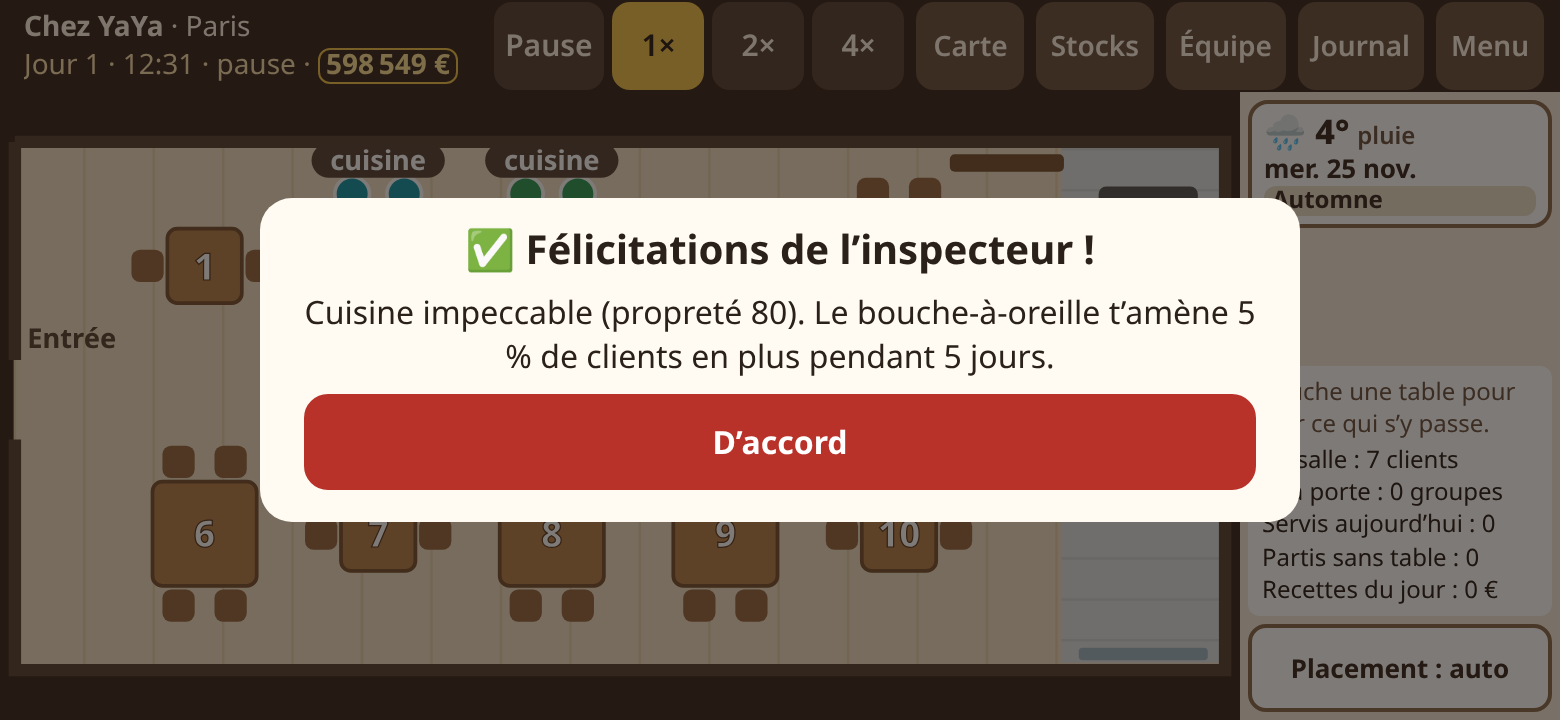 Chez YaYa · Paris
Jour 1 · 12:31 · pause · 598 549 €
Pause
1×
2×
4×
Carte
Stocks
Équipe
Journal
Menu
cuisine
cuisine
1
Entrée
6
7
8
9
10
✅ Félicitations de l’inspecteur !
Cuisine impeccable (propreté 80). Le bouche-à-oreille t’amène 5
% de clients en plus pendant 5 jours.
D’accord
🌧️ 4° pluie
mer. 25 nov.
Automne
une table pour
ce qui s’y passe.
salle : 7 clients
porte : 0 groupes
Servis aujourd’hui : 0
Partis sans table : 0
Recettes du jour : 0 €
Placement : auto